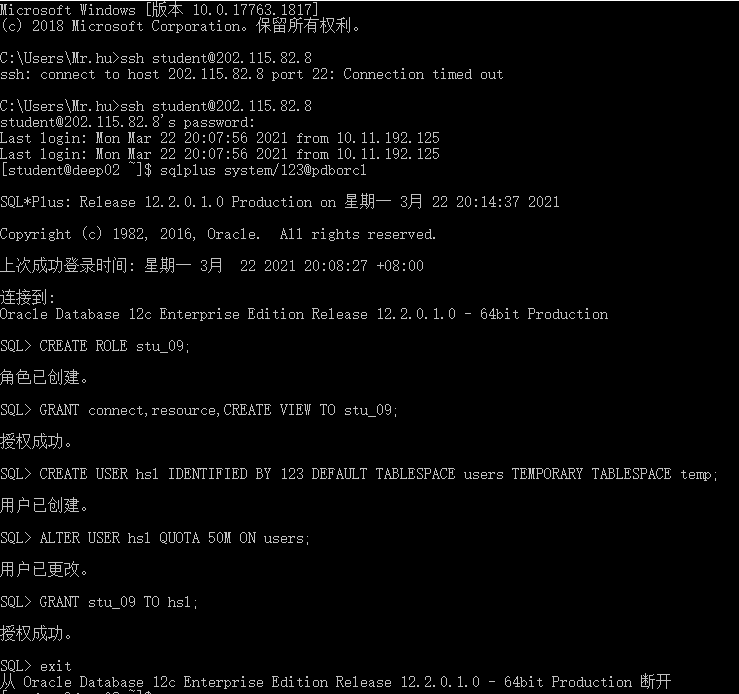 Microsoft Windows [版本 10.0.17763.1817]
(c) 2018 Microsoft Corporation。保留所有权利。
C:\Users\Mr.hu>ssh student@202.115.82.8
ssh: connect to host 202.115.82.8 port 22: Connection timed out
C:\Users\Mr.hu>ssh student@202.115.82.8
student@202.115.82.8's password:
Last login: Mon Mar 22 20:07:56 2021 from 10.11.192.125
Last login: Mon Mar 22 20:07:56 2021 from 10.11.192.125
[student@deep02 ~]$ sqlplus system/123@pdborcl
SQL*Plus: Release 12.2.0.1.0 Production on 星期一 3月 22 20:14:37 2021
Copyright (c) 1982, 2016, Oracle.  All rights reserved.
上次成功登录时间: 星期一 3月  22 2021 20:08:27 +08:00
连接到:
Oracle Database 12c Enterprise Edition Release 12.2.0.1.0 - 64bit Production
SQL> CREATE ROLE stu_09;
角色已创建。
SQL> GRANT connect,resource,CREATE VIEW TO stu_09;
授权成功。
SQL> CREATE USER hs1 IDENTIFIED BY 123 DEFAULT TABLESPACE users TEMPORARY TABLESPACE temp;
用户已创建。
SQL> ALTER USER hs1 QUOTA 50M ON users;
用户已更改。
SQL> GRANT stu_09 TO hs1;
授权成功。
SQL> exit
从 Oracle Database 12c Enterprise Edition Release 12.2.0.1.0 - 64bit Production 断开